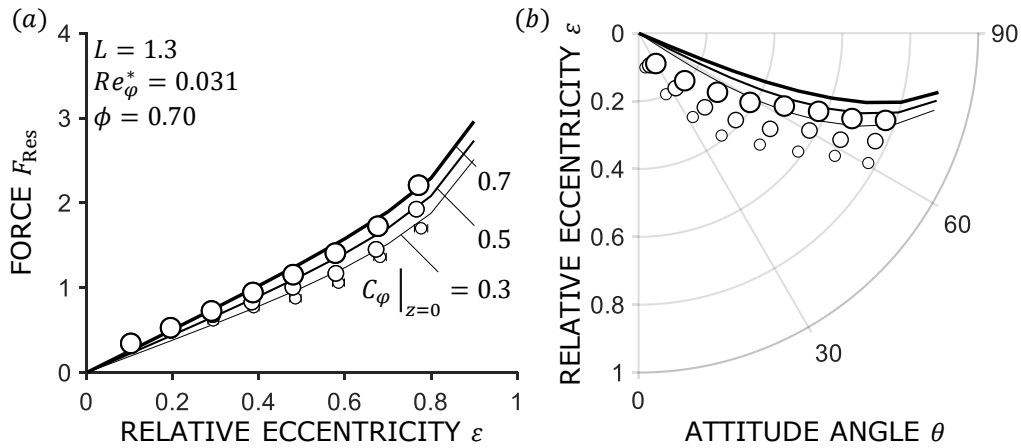 (a)
4
3
2
1
0
FORCE F_Res
L = 1.3
Re*_φ = 0.031
ϕ = 0.70
0.7
0.5
C_φ|_z=0 = 0.3
0
0.2
0.4
0.6
0.8
1
RELATIVE ECCENTRICITY ε
(b)
0
0.2
0.4
0.6
0.8
1
RELATIVE ECCENTRICITY ε
90
60
30
0
ATTITUDE ANGLE θ